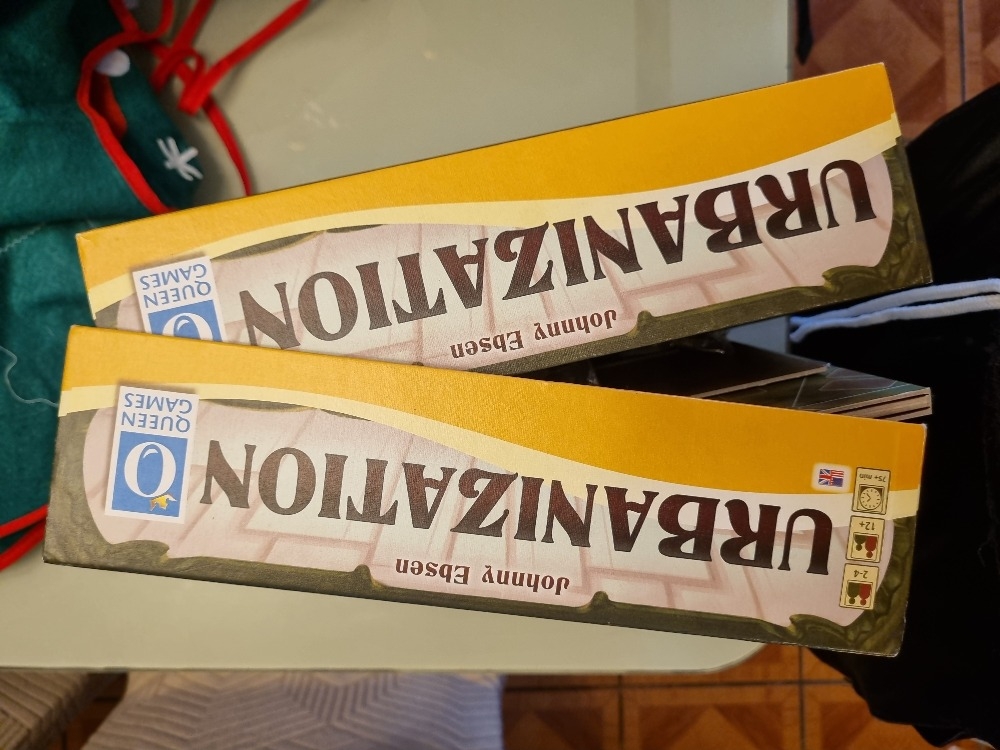 Johnny Ebsen
URBANIZATION
QUEEN
GAMES
Johnny Ebsen
URBANIZATION
2-4
12+
75+ min
QUEEN
GAMES